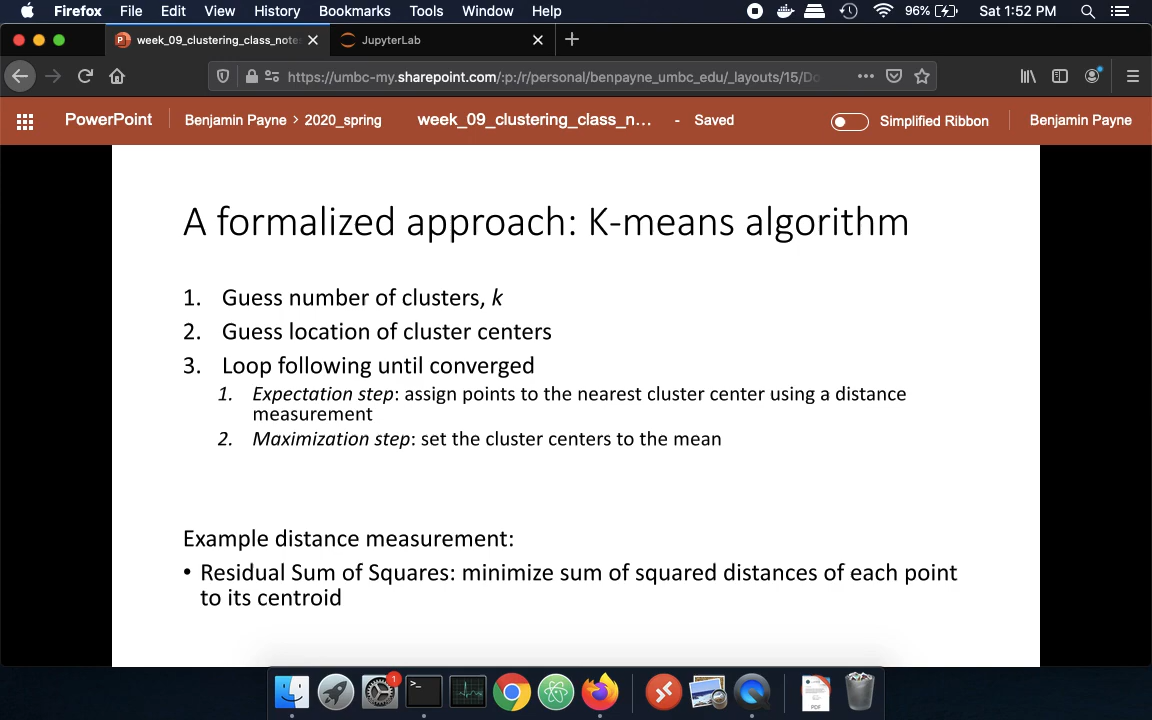 Firefox File Edit View History Bookmarks Tools Window Help 96% Sat 1:52 PM
week_09_clustering_class_note JupyterLab
https://umbc-my.sharepoint.com/:p:/r/personal/benpayne_umbc_edu/_layouts/15/Do
PowerPoint Benjamin Payne > 2020_spring week_09_clustering_class_n... - Saved Simplified Ribbon Benjamin Payne
A formalized approach: K-means algorithm
1. Guess number of clusters, k
2. Guess location of cluster centers
3. Loop following until converged
1. Expectation step: assign points to the nearest cluster center using a distance
measurement
2. Maximization step: set the cluster centers to the mean
Example distance measurement:
• Residual Sum of Squares: minimize sum of squared distances of each point
to its centroid
1
PDF